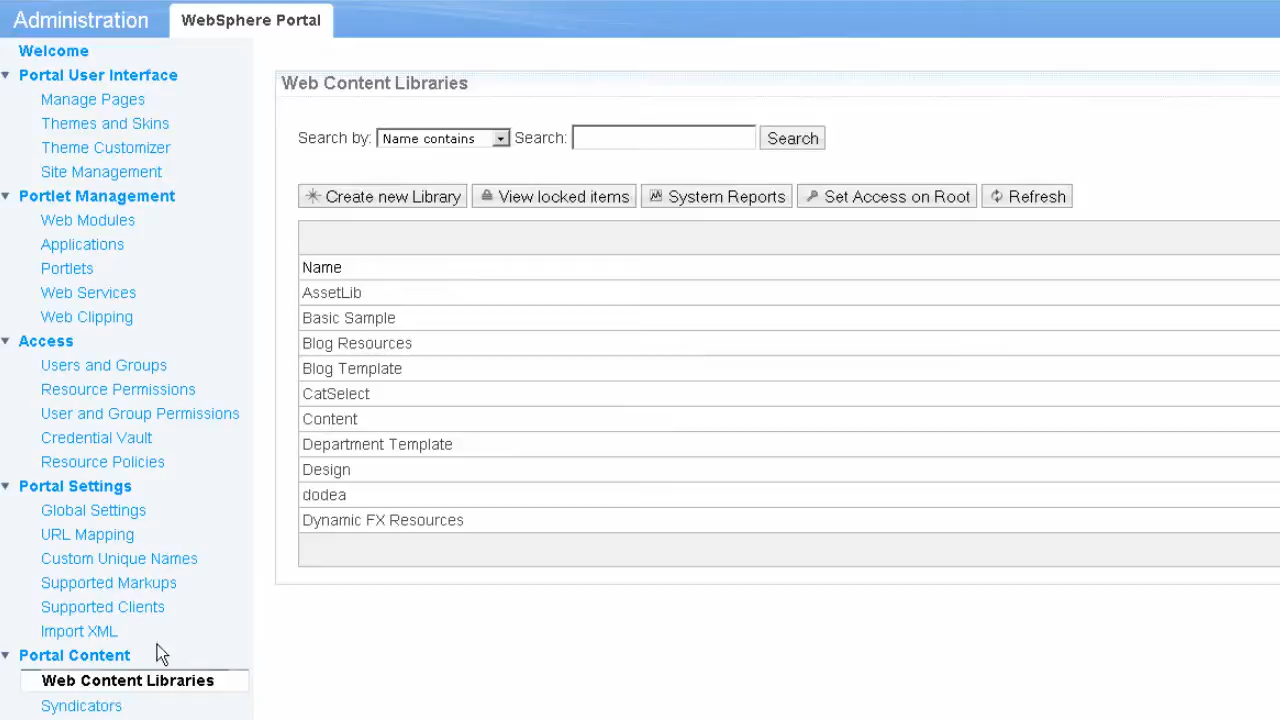 Administration
WebSphere Portal
Welcome
Portal User Interface
Manage Pages
Themes and Skins
Theme Customizer
Site Management
Portlet Management
Web Modules
Applications
Portlets
Web Services
Web Clipping
Access
Users and Groups
Resource Permissions
User and Group Permissions
Credential Vault
Resource Policies
Portal Settings
Global Settings
URL Mapping
Custom Unique Names
Supported Markups
Supported Clients
Import XML
Portal Content
Web Content Libraries
Syndicators
Web Content Libraries
Search by: Name contains Search: Search
Create new Library View locked items System Reports Set Access on Root Refresh
Name
AssetLib
Basic Sample
Blog Resources
Blog Template
CatSelect
Content
Department Template
Design
dodea
Dynamic FX Resources